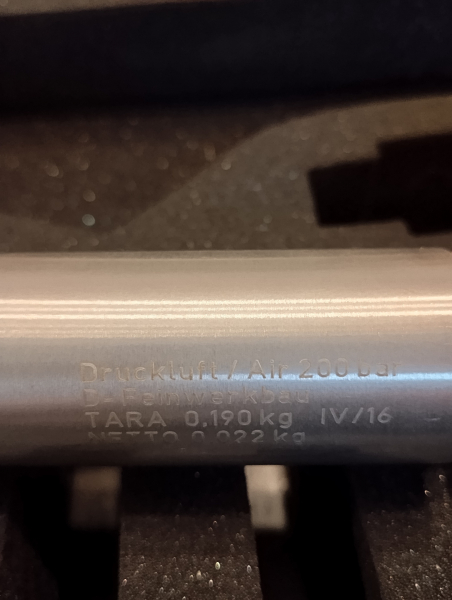 Druckluft / Air 200 bar
D-Feinwerkbau
TARA 0,190 kg IV/16
NETTO 0,022 kg